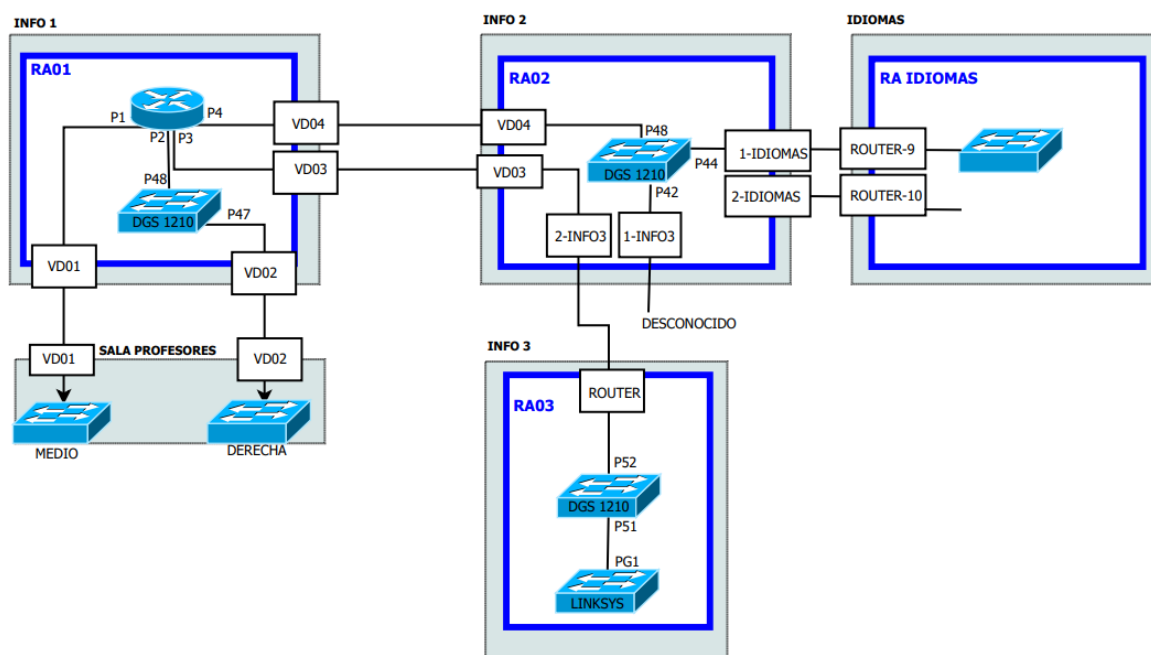 INFO 1
INFO 2
IDIOMAS
RA01
RA02
RA IDIOMAS
P1
P4
P2
P3
VD04
VD04
P48
P44
1-IDIOMAS
ROUTER-9
VD03
VD03
DGS 1210
P42
2-IDIOMAS
ROUTER-10
P48
DGS 1210
P47
2-INFO3
1-INFO3
VD01
VD02
DESCONOCIDO
SALA PROFESORES
VD01
VD02
MEDIO
DERECHA
INFO 3
RA03
ROUTER
P52
DGS 1210
P51
PG1
LINKSYS